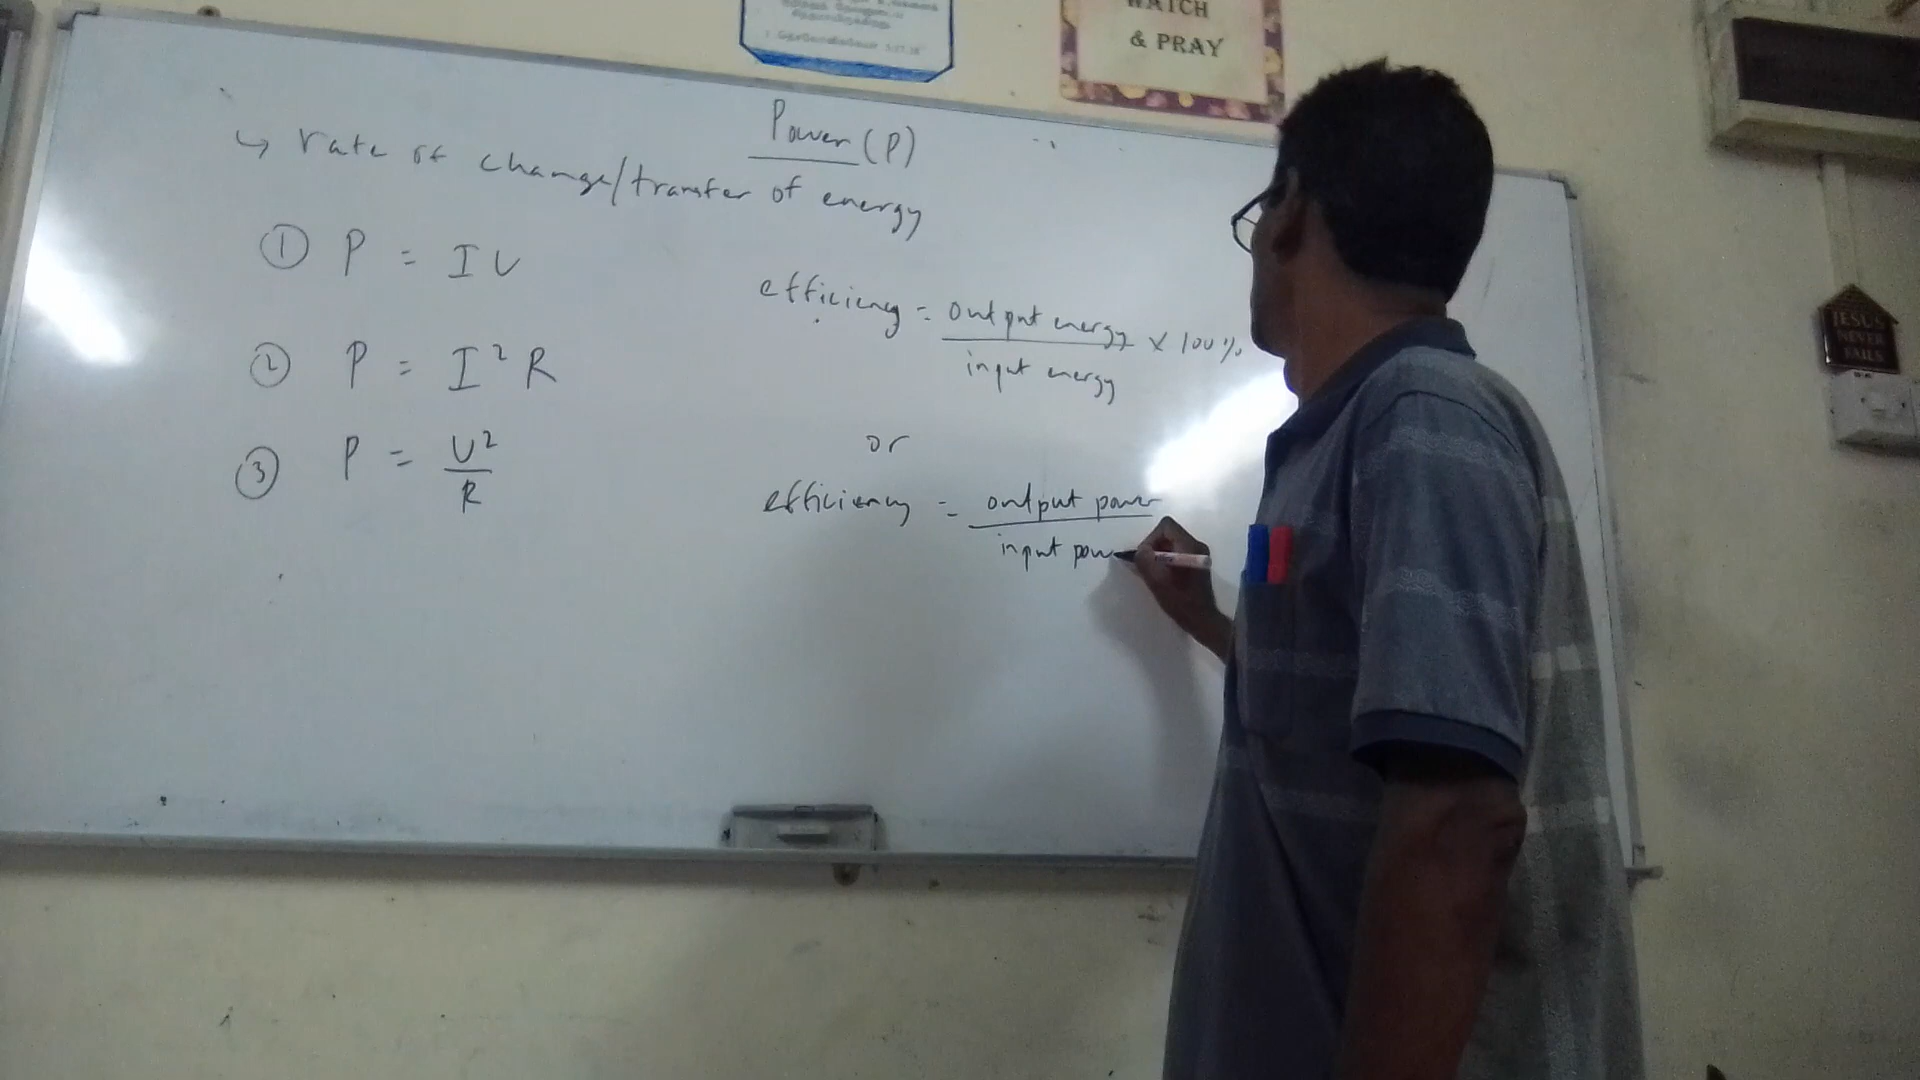 WATCH
& PRAY
Power (P)
↳ rate of change/transfer of energy
① P = IV
② P = I²R
③ P = V²/R
efficiency = output energy / input energy × 100%
or
efficiency = output power / input pow
JESUS
NEVER
FAILS